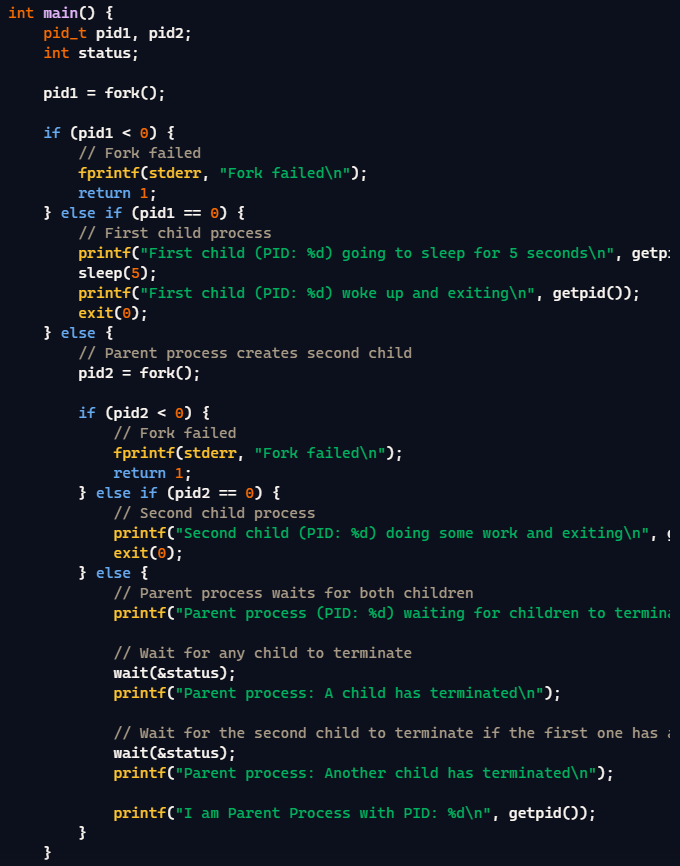 int main() {
    pid_t pid1, pid2;
    int status;

    pid1 = fork();

    if (pid1 < 0) {
        // Fork failed
        fprintf(stderr, "Fork failed\n");
        return 1;
    } else if (pid1 == 0) {
        // First child process
        printf("First child (PID: %d) going to sleep for 5 seconds\n", getp
        sleep(5);
        printf("First child (PID: %d) woke up and exiting\n", getpid());
        exit(0);
    } else {
        // Parent process creates second child
        pid2 = fork();

        if (pid2 < 0) {
            // Fork failed
            fprintf(stderr, "Fork failed\n");
            return 1;
        } else if (pid2 == 0) {
            // Second child process
            printf("Second child (PID: %d) doing some work and exiting\n",
            exit(0);
        } else {
            // Parent process waits for both children
            printf("Parent process (PID: %d) waiting for children to termin

            // Wait for any child to terminate
            wait(&status);
            printf("Parent process: A child has terminated\n");

            // Wait for the second child to terminate if the first one has
            wait(&status);
            printf("Parent process: Another child has terminated\n");

            printf("I am Parent Process with PID: %d\n", getpid());
        }
    }